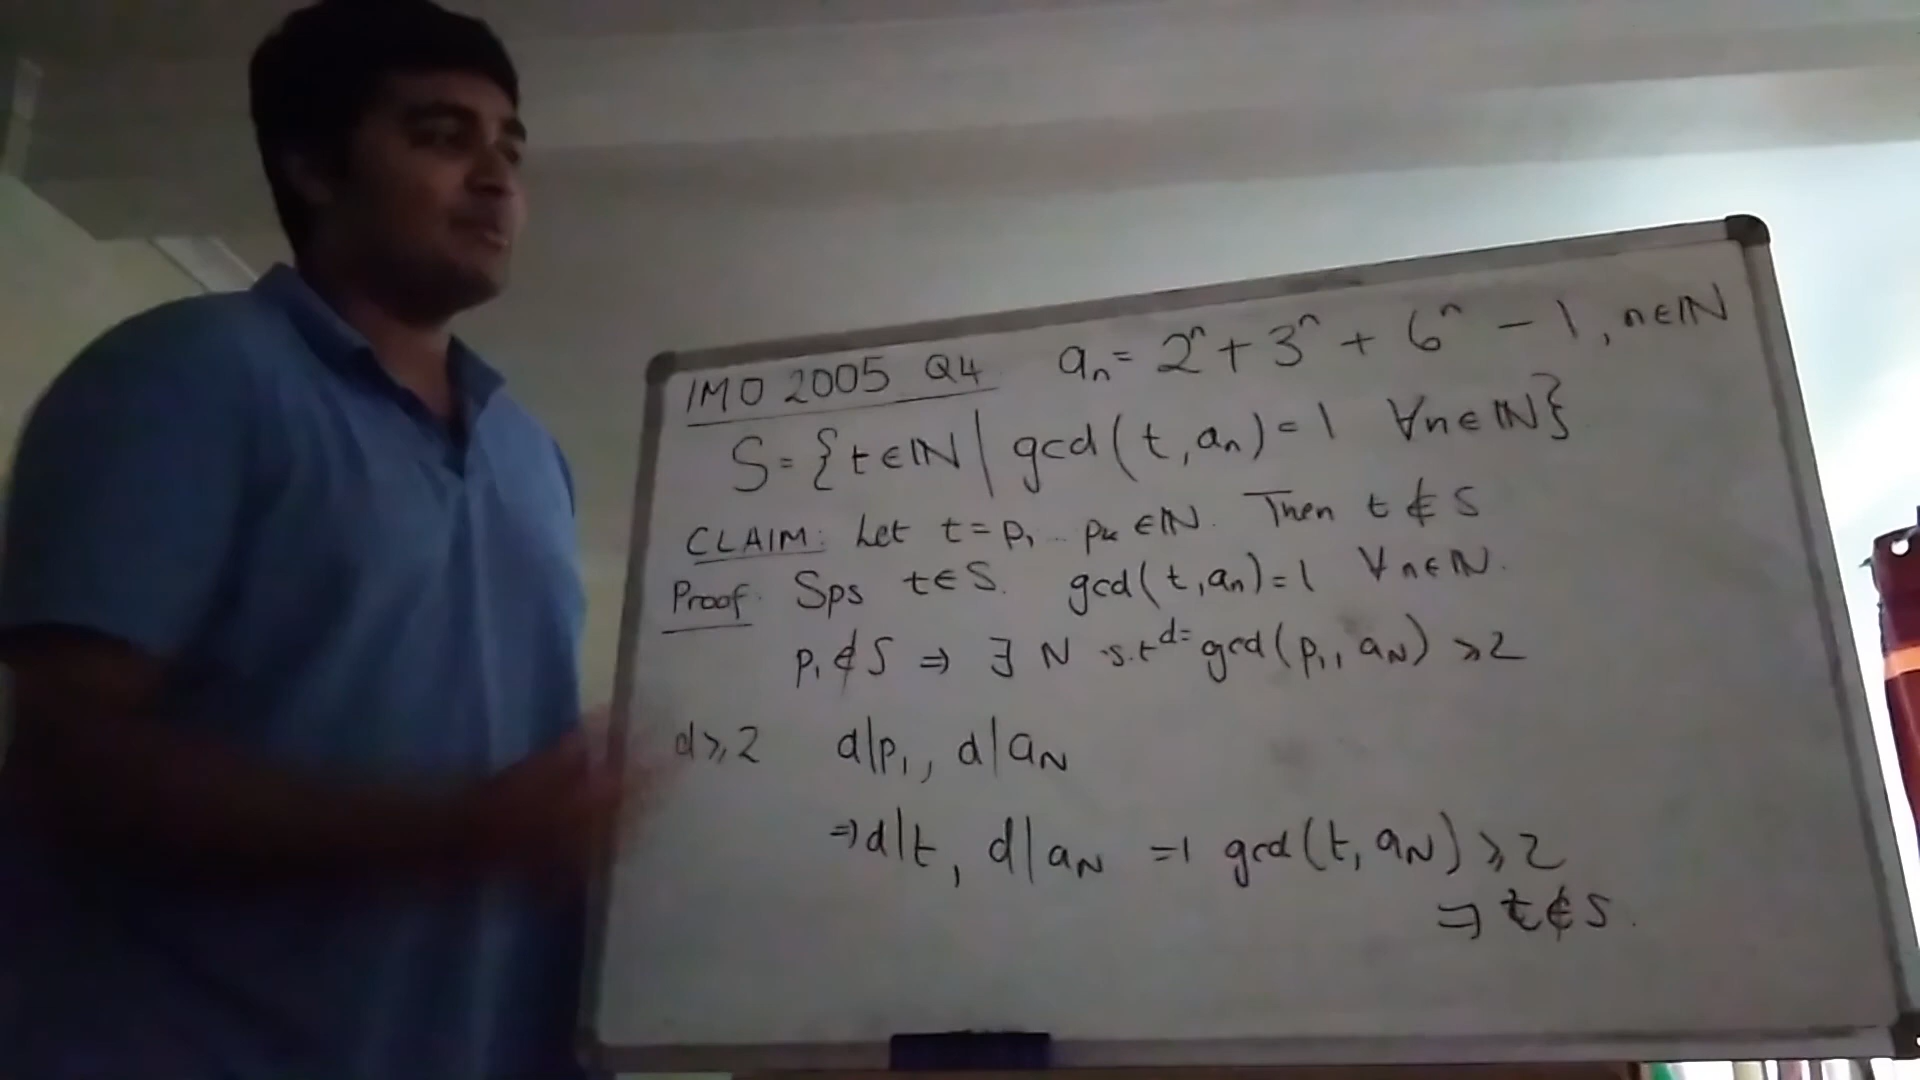 IMO 2005 Q4 aₙ = 2ⁿ + 3ⁿ + 6ⁿ − 1, n∈ℕ
S = {t∈ℕ | gcd(t, aₙ) = 1 ∀n∈ℕ}
CLAIM: Let t = p₁ ... pₖ ∈ℕ. Then t ∉ S
Proof. Sps t∈S. gcd(t, aₙ) = 1 ∀n∈ℕ.
p₁ ∉ S ⇒ ∃ N s.t d= gcd(p₁, a_N) ⩾ 2
d ⩾ 2 d|p₁, d|a_N
⇒ d|t, d|a_N ⇒ gcd(t, a_N) ⩾ 2
⇒ t∉S.